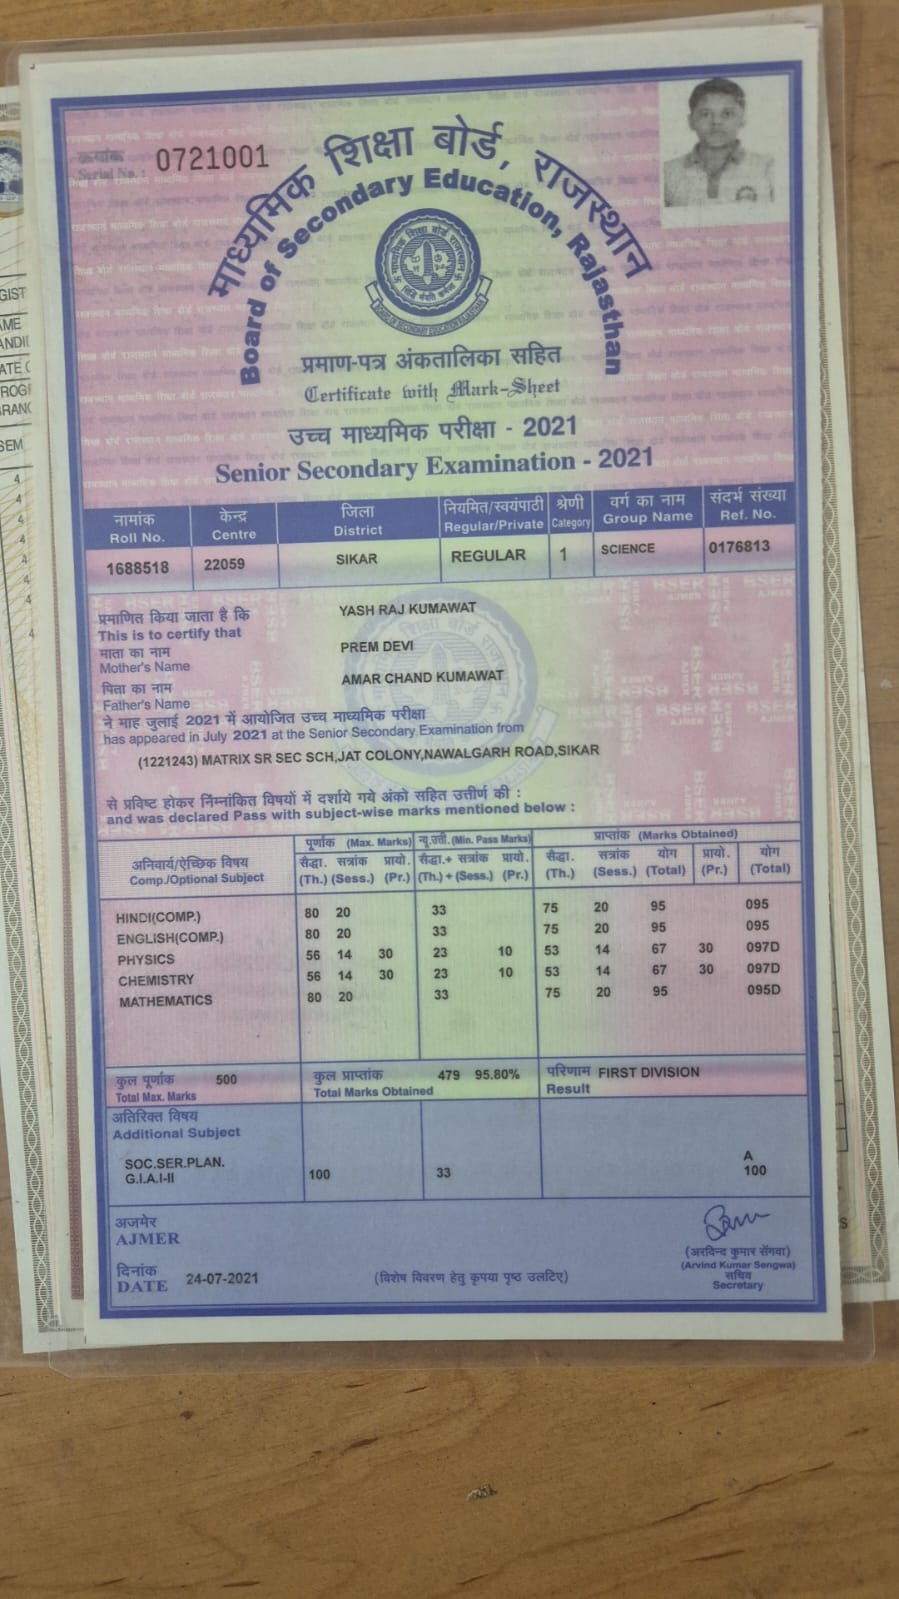 क्रमांक
Serial No. : 0721001
माध्यमिक शिक्षा बोर्ड, राजस्थान
Board of Secondary Education, Rajasthan
प्रमाण-पत्र अंकतालिका सहित
Certificate with Mark-Sheet
उच्च माध्यमिक परीक्षा - 2021
Senior Secondary Examination - 2021
नामांक केन्द्र जिला नियमित/स्वयंपाठी श्रेणी वर्ग का नाम संदर्भ संख्या
Roll No. Centre District Regular/Private Category Group Name Ref. No.
1688518 22059 SIKAR REGULAR 1 SCIENCE 0176813
प्रमाणित किया जाता है कि YASH RAJ KUMAWAT
This is to certify that
माता का नाम PREM DEVI
Mother's Name
पिता का नाम AMAR CHAND KUMAWAT
Father's Name
ने माह जुलाई 2021 में आयोजित उच्च माध्यमिक परीक्षा
has appeared in July 2021 at the Senior Secondary Examination from
(1221243) MATRIX SR SEC SCH,JAT COLONY,NAWALGARH ROAD,SIKAR
से प्रविष्ट होकर निंम्नांकित विषयों में दर्शाये गये अंको सहित उत्तीर्ण की :
and was declared Pass with subject-wise marks mentioned below :
पूर्णांक (Max. Marks) न्यू.उत्ती. (Min. Pass Marks) प्राप्तांक (Marks Obtained)
अनिवार्य/ऐच्छिक विषय सैद्धा. सत्रांक प्रायो. सैद्धा.+ सत्रांक प्रायो. सैद्धा. सत्रांक योग प्रायो. योग
Comp./Optional Subject (Th.) (Sess.) (Pr.) (Th.) + (Sess.) (Pr.) (Th.) (Sess.) (Total) (Pr.) (Total)
HINDI(COMP.) 80 20 33 75 20 95 095
ENGLISH(COMP.) 80 20 33 75 20 95 095
PHYSICS 56 14 30 23 10 53 14 67 30 097D
CHEMISTRY 56 14 30 23 10 53 14 67 30 097D
MATHEMATICS 80 20 33 75 20 95 095D
कुल पूर्णांक 500 कुल प्राप्तांक 479 95.80% परिणाम FIRST DIVISION
Total Max. Marks Total Marks Obtained Result
अतिरिक्त विषय
Additional Subject
SOC.SER.PLAN. A
G.I.A.I-II 100 33 100
अजमेर
AJMER
दिनांक
DATE 24-07-2021
(विशेष विवरण हेतु कृपया पृष्ठ उलटिए)
(अरविन्द कुमार सेंगवा)
(Arvind Kumar Sengwa)
सचिव
Secretary